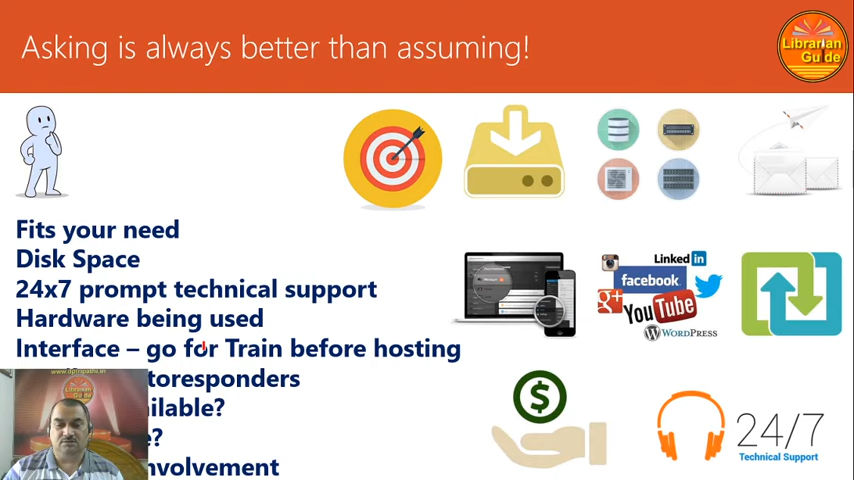 Asking is always better than assuming!
Librarian
Guide
Fits your need
Disk Space
24x7 prompt technical support
Hardware being used
Interface – go for Train before hosting
toresponders
ilable?
e?
nvolvement
Linked in
facebook
g+
YouTube
WORDPRESS
$
24/7
Technical Support
Librarian
Guide